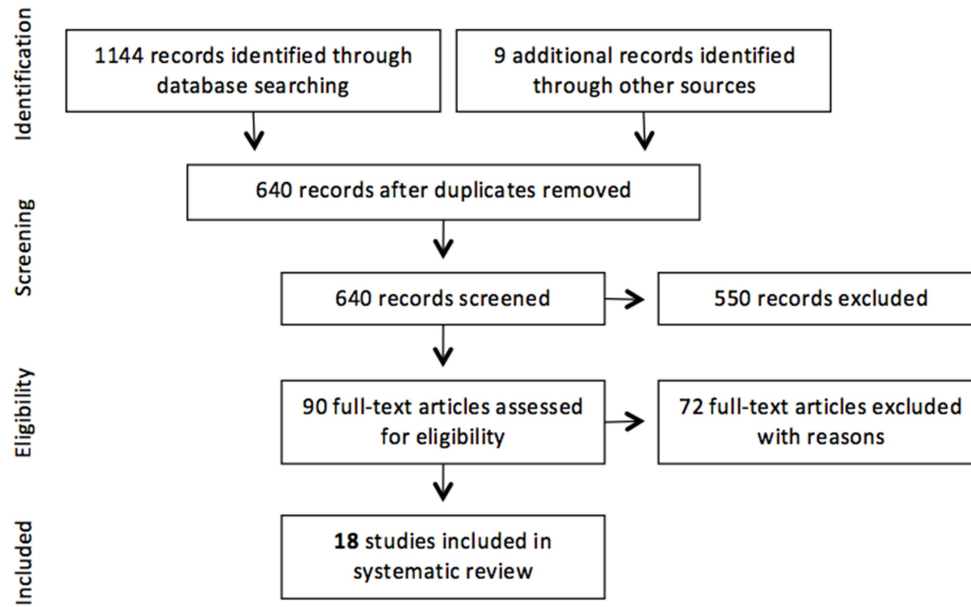 Identification
1144 records identified through
database searching
9 additional records identified
through other sources
640 records after duplicates removed
Screening
640 records screened
550 records excluded
Eligibility
90 full-text articles assessed
for eligibility
72 full-text articles excluded
with reasons
Included
18 studies included in
systematic review